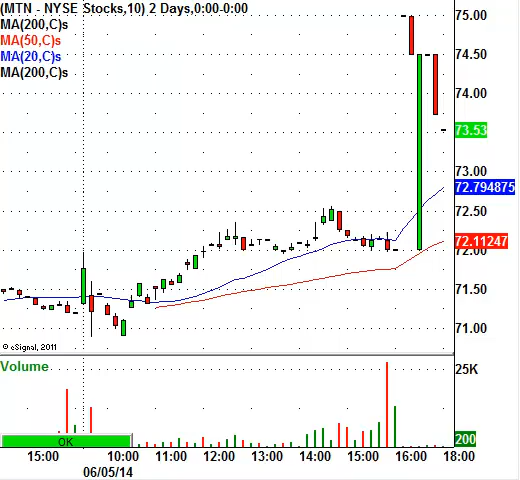 (MTN - NYSE Stocks,10) 2 Days,0:00-0:00
MA(200,C)s
MA(50,C)s
MA(20,C)s
MA(200,C)s
75.00
74.50
74.00
73.53
73.00
72.794875
72.50
72.11247
72.00
71.50
71.00
© eSignal, 2011
Volume
25K
200
OK
15:00 10:00 11:00 12:00 13:00 14:00 15:00 16:00 18:00
06/05/14